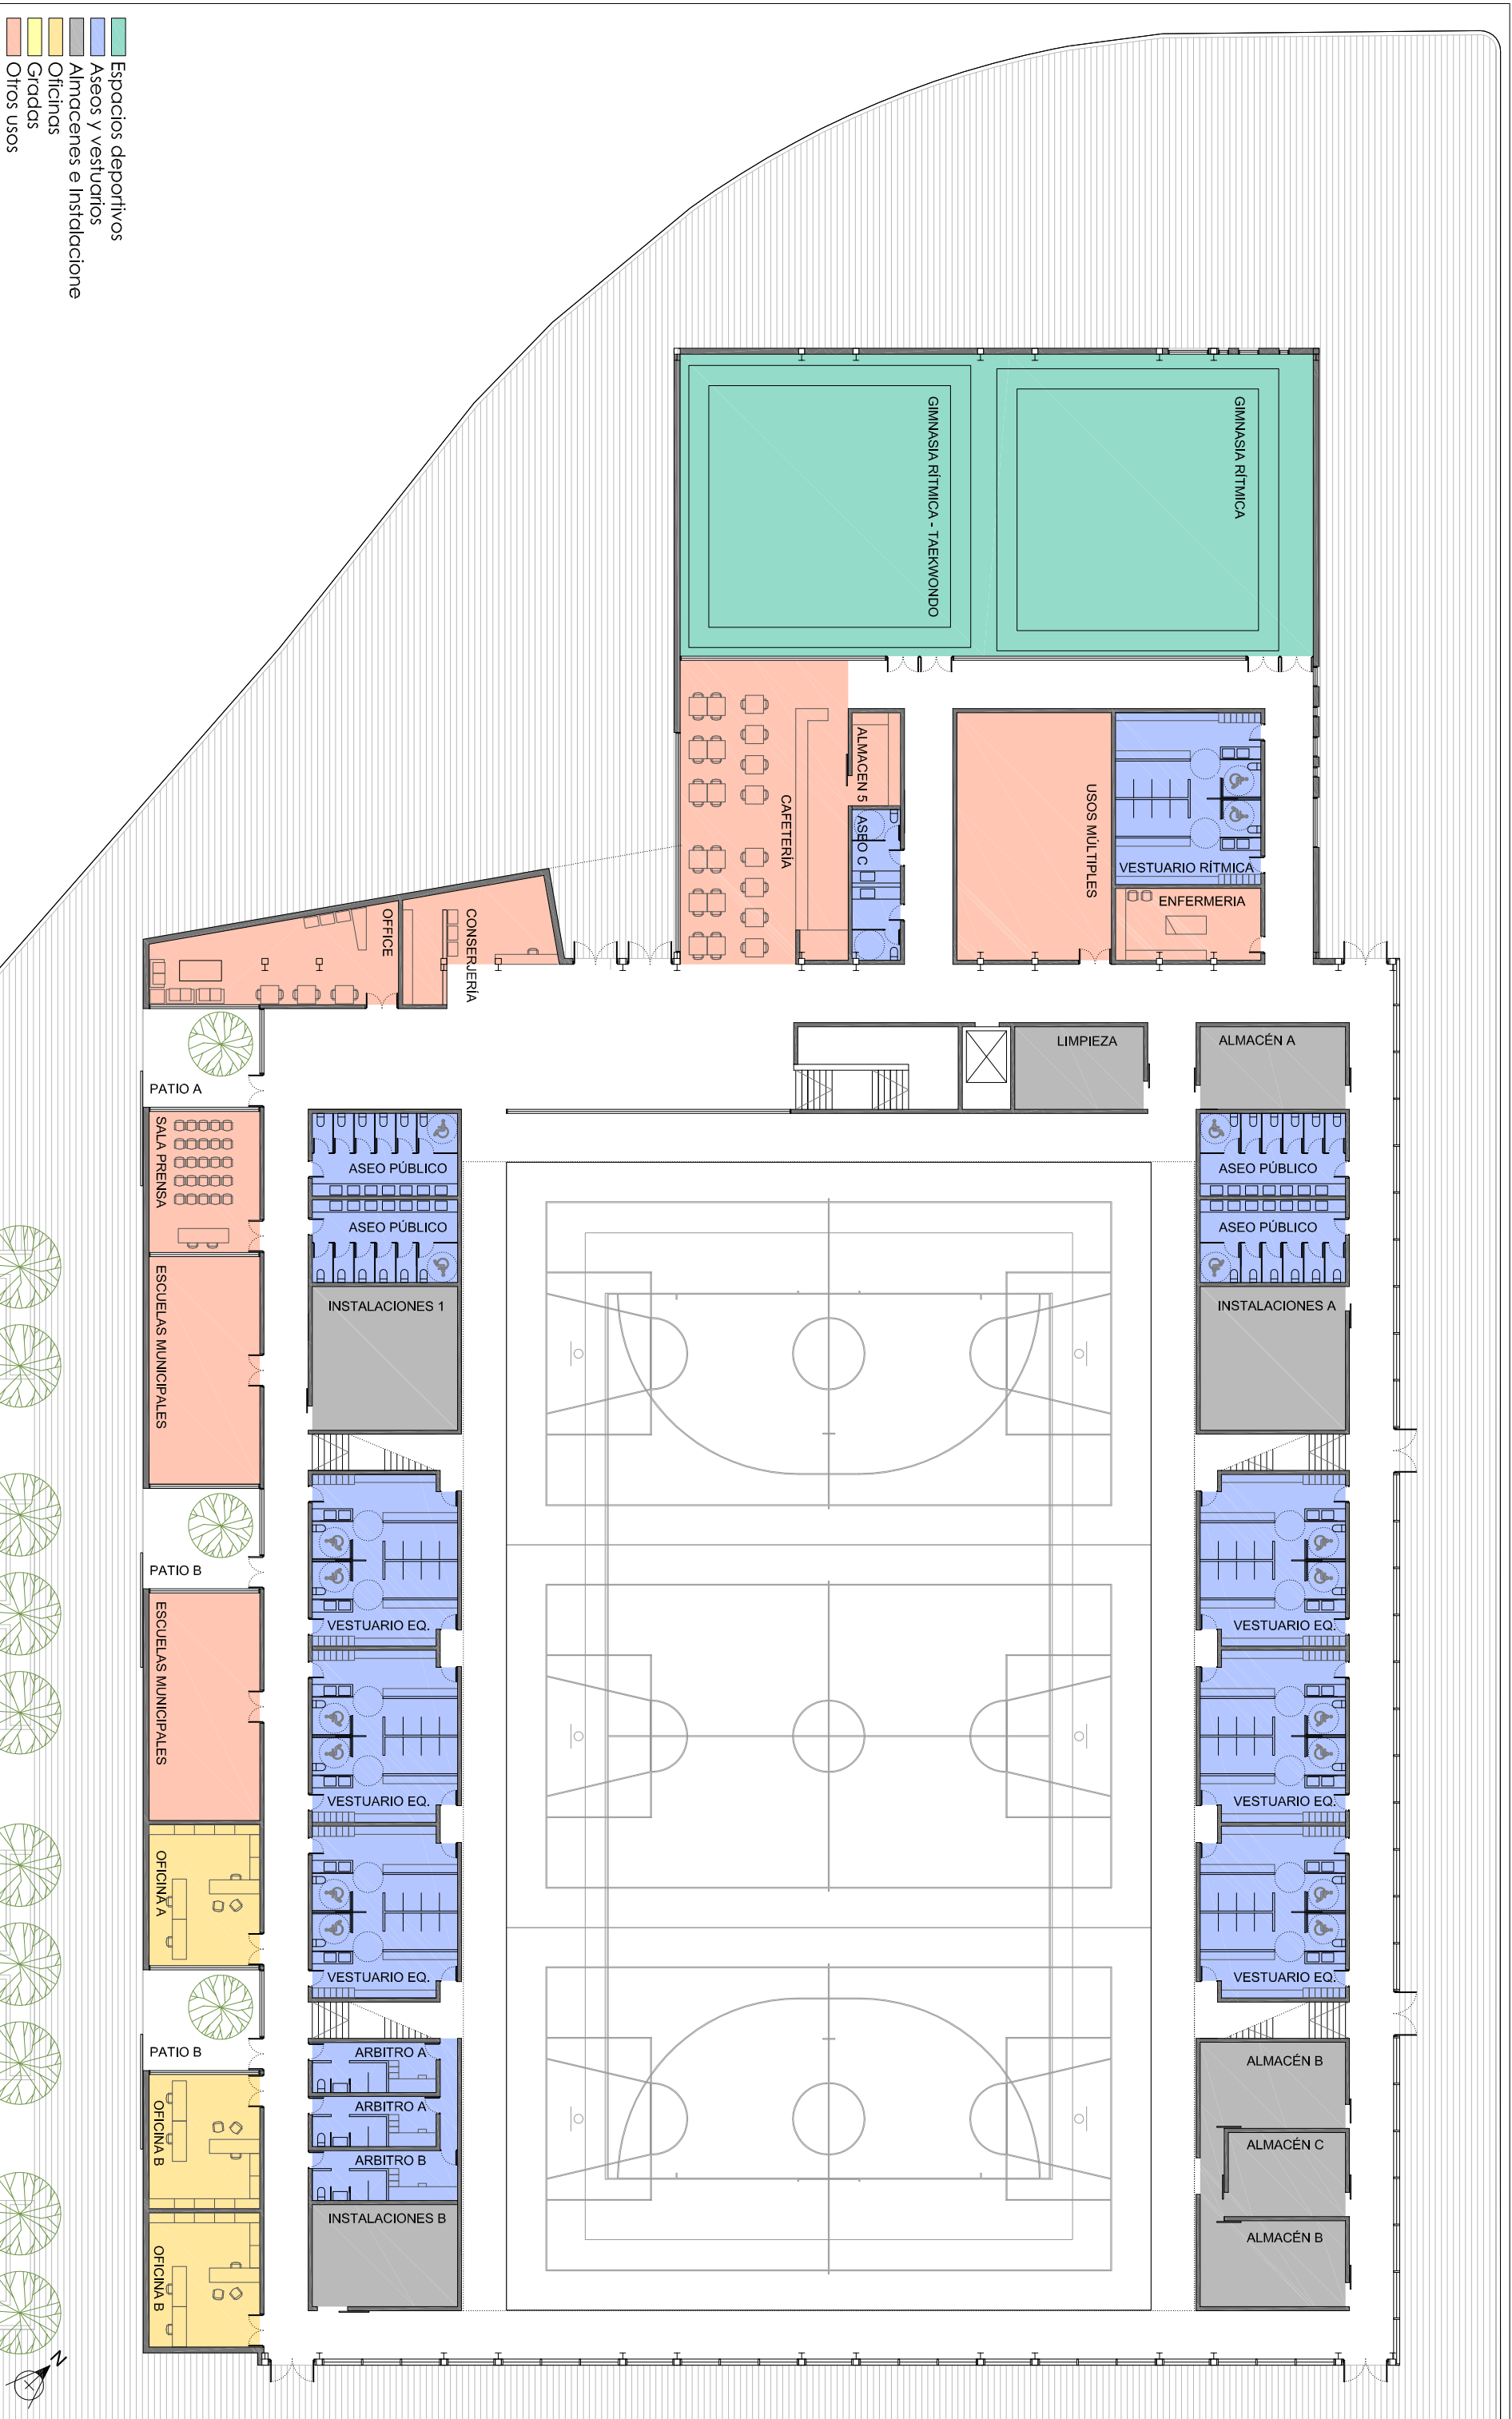 Espacios deportivos
Aseos y vestuarios
Almacenes e Instalacione
Oficinas
Gradas
Otros usos
GIMNASIA RÍTMICA - TAEKWONDO
GIMNASIA RÍTMICA
CAFETERÍA
ALMACEN 5
ASEO C
USOS MÚLTIPLES
VESTUARIO RÍTMICA
ENFERMERIA
OFFICE
CONSERJERÍA
LIMPIEZA
ALMACÉN A
PATIO A
SALA PRENSA
ASEO PÚBLICO
ASEO PÚBLICO
ASEO PÚBLICO
ASEO PÚBLICO
ESCUELAS MUNICIPALES
INSTALACIONES 1
INSTALACIONES A
PATIO B
ESCUELAS MUNICIPALES
VESTUARIO EQ.
VESTUARIO EQ.
VESTUARIO EQ.
VESTUARIO EQ.
OFICINA A
VESTUARIO EQ.
VESTUARIO EQ.
PATIO B
ARBITRO A
ALMACÉN B
OFICINA B
ARBITRO A
ARBITRO B
ALMACÉN C
INSTALACIONES B
ALMACÉN B
OFICINA B
N